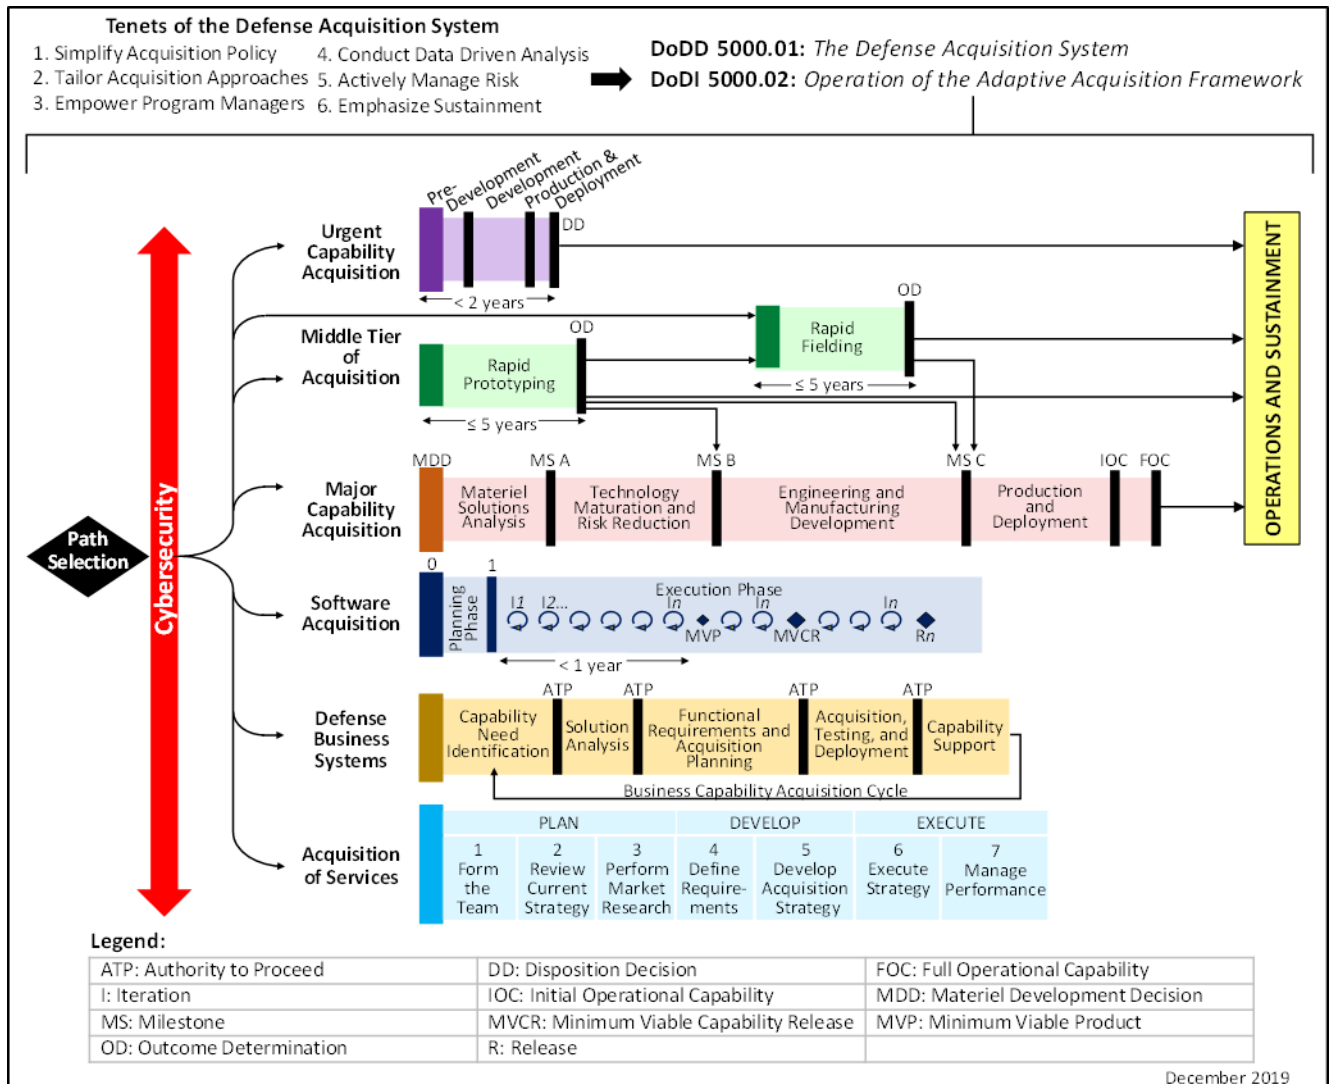 Tenets of the Defense Acquisition System
1. Simplify Acquisition Policy
2. Tailor Acquisition Approaches
3. Empower Program Managers
4. Conduct Data Driven Analysis
5. Actively Manage Risk
6. Emphasize Sustainment
DoDD 5000.01: The Defense Acquisition System
DoDI 5000.02: Operation of the Adaptive Acquisition Framework
Path
Selection
Cybersecurity
Urgent
Capability
Acquisition
Pre-
Development
Development
Production &
Deployment
DD
< 2 years
Middle Tier
of
Acquisition
Rapid
Prototyping
OD
≤ 5 years
Rapid
Fielding
OD
≤ 5 years
Major
Capability
Acquisition
MDD
MS A
MS B
MS C
IOC
FOC
Materiel
Solutions
Analysis
Technology
Maturation and
Risk Reduction
Engineering and
Manufacturing
Development
Production
and
Deployment
Software
Acquisition
0
1
Planning
Phase
Execution Phase
I1
I2...
In
In
In
MVP
MVCR
Rn
< 1 year
Defense
Business
Systems
ATP
ATP
ATP
ATP
Capability
Need
Identification
Solution
Analysis
Functional
Requirements and
Acquisition
Planning
Acquisition,
Testing, and
Deployment
Capability
Support
Business Capability Acquisition Cycle
Acquisition
of Services
PLAN
DEVELOP
EXECUTE
1
Form
the
Team
2
Review
Current
Strategy
3
Perform
Market
Research
4
Define
Require-
ments
5
Develop
Acquisition
Strategy
6
Execute
Strategy
7
Manage
Performance
OPERATIONS AND SUSTAINMENT
Legend:
ATP: Authority to Proceed
DD: Disposition Decision
FOC: Full Operational Capability
I: Iteration
IOC: Initial Operational Capability
MDD: Materiel Development Decision
MS: Milestone
MVCR: Minimum Viable Capability Release
MVP: Minimum Viable Product
OD: Outcome Determination
R: Release
December 2019